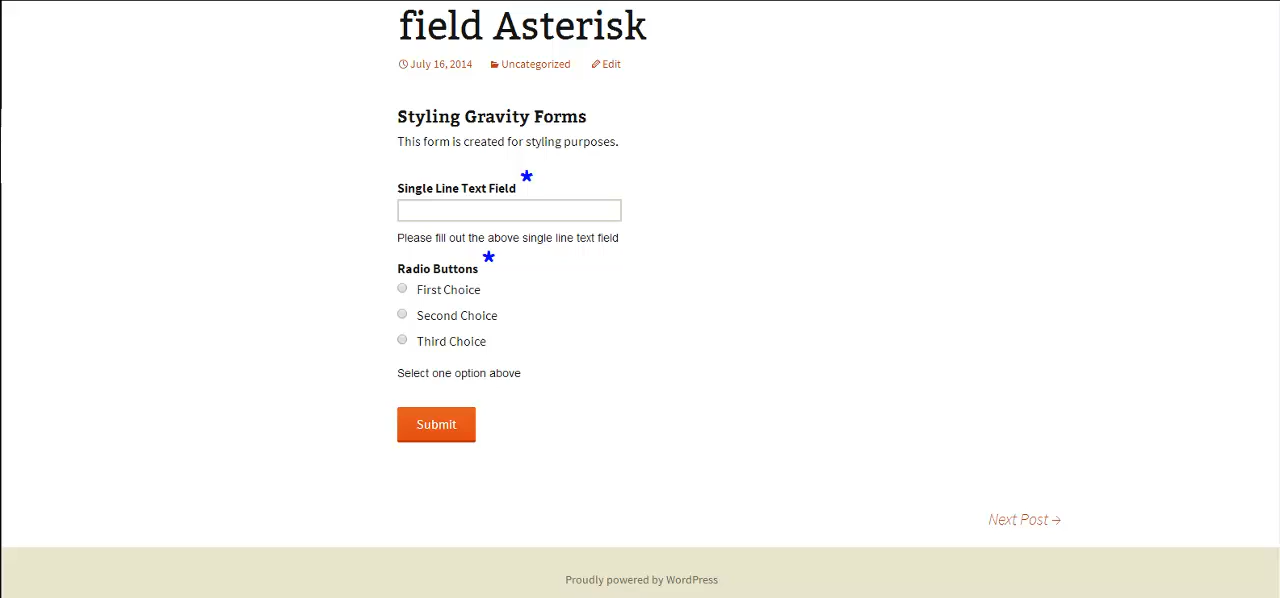 field Asterisk
July 16, 2014 Uncategorized Edit
Styling Gravity Forms
This form is created for styling purposes.
Single Line Text Field *
Please fill out the above single line text field
Radio Buttons *
First Choice
Second Choice
Third Choice
Select one option above
Submit
Next Post →
Proudly powered by WordPress